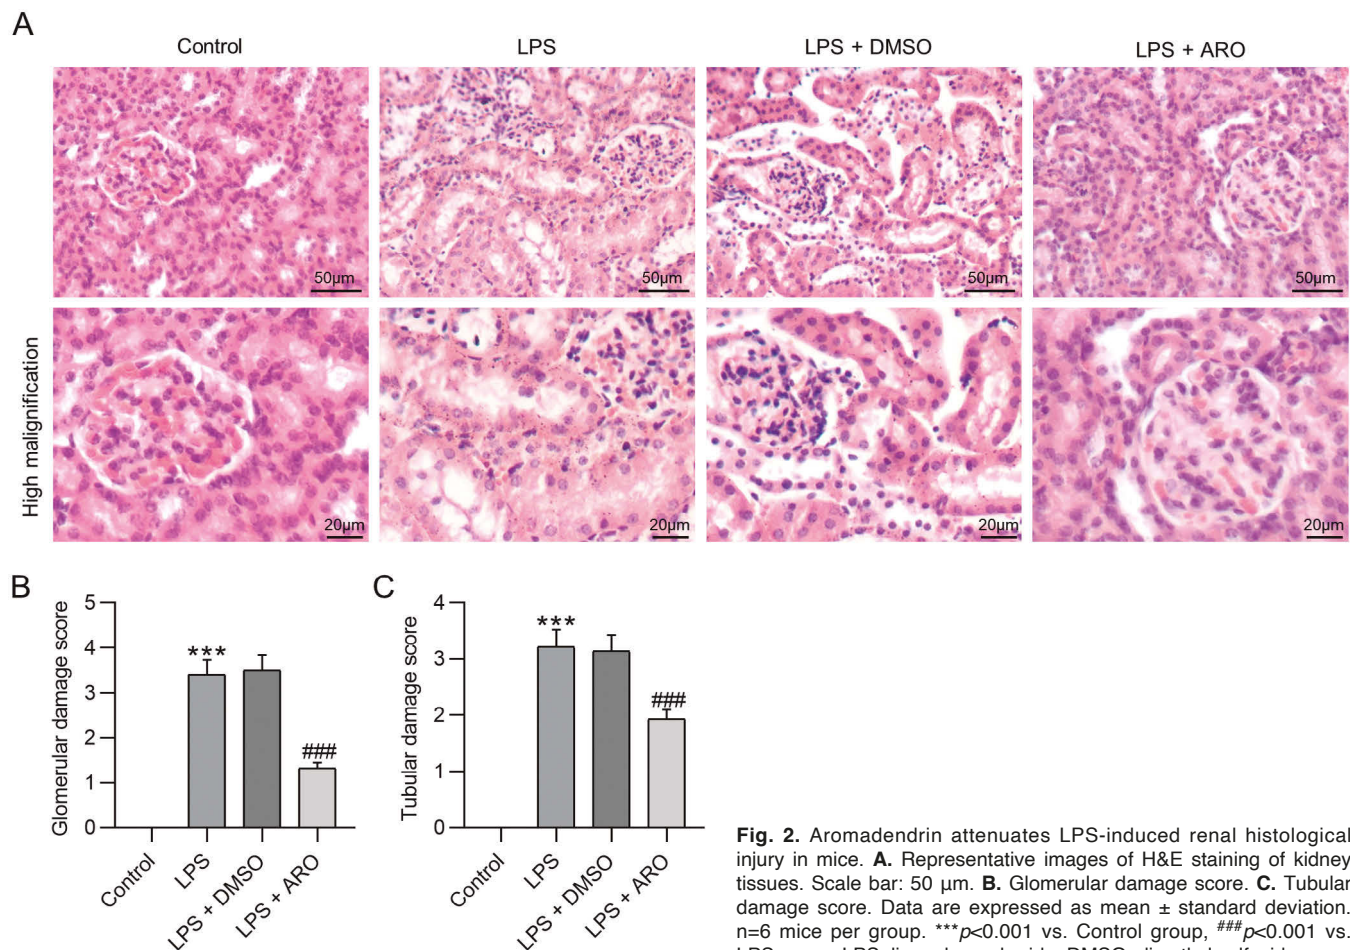 A
Control
LPS
LPS + DMSO
LPS + ARO
50µm
50µm
50µm
50µm
High malignification
20µm
20µm
20µm
20µm
B
Glomerular damage score
5
4
3
2
1
0
***
###
Control
LPS
LPS + DMSO
LPS + ARO
C
Tubular damage score
4
3
2
1
0
***
###
Control
LPS
LPS + DMSO
LPS + ARO
Fig. 2. Aromadendrin attenuates LPS-induced renal histological
injury in mice. A. Representative images of H&E staining of kidney
tissues. Scale bar: 50 µm. B. Glomerular damage score. C. Tubular
damage score. Data are expressed as mean ± standard deviation.
n=6 mice per group. ***p<0.001 vs. Control group, ###p<0.001 vs.